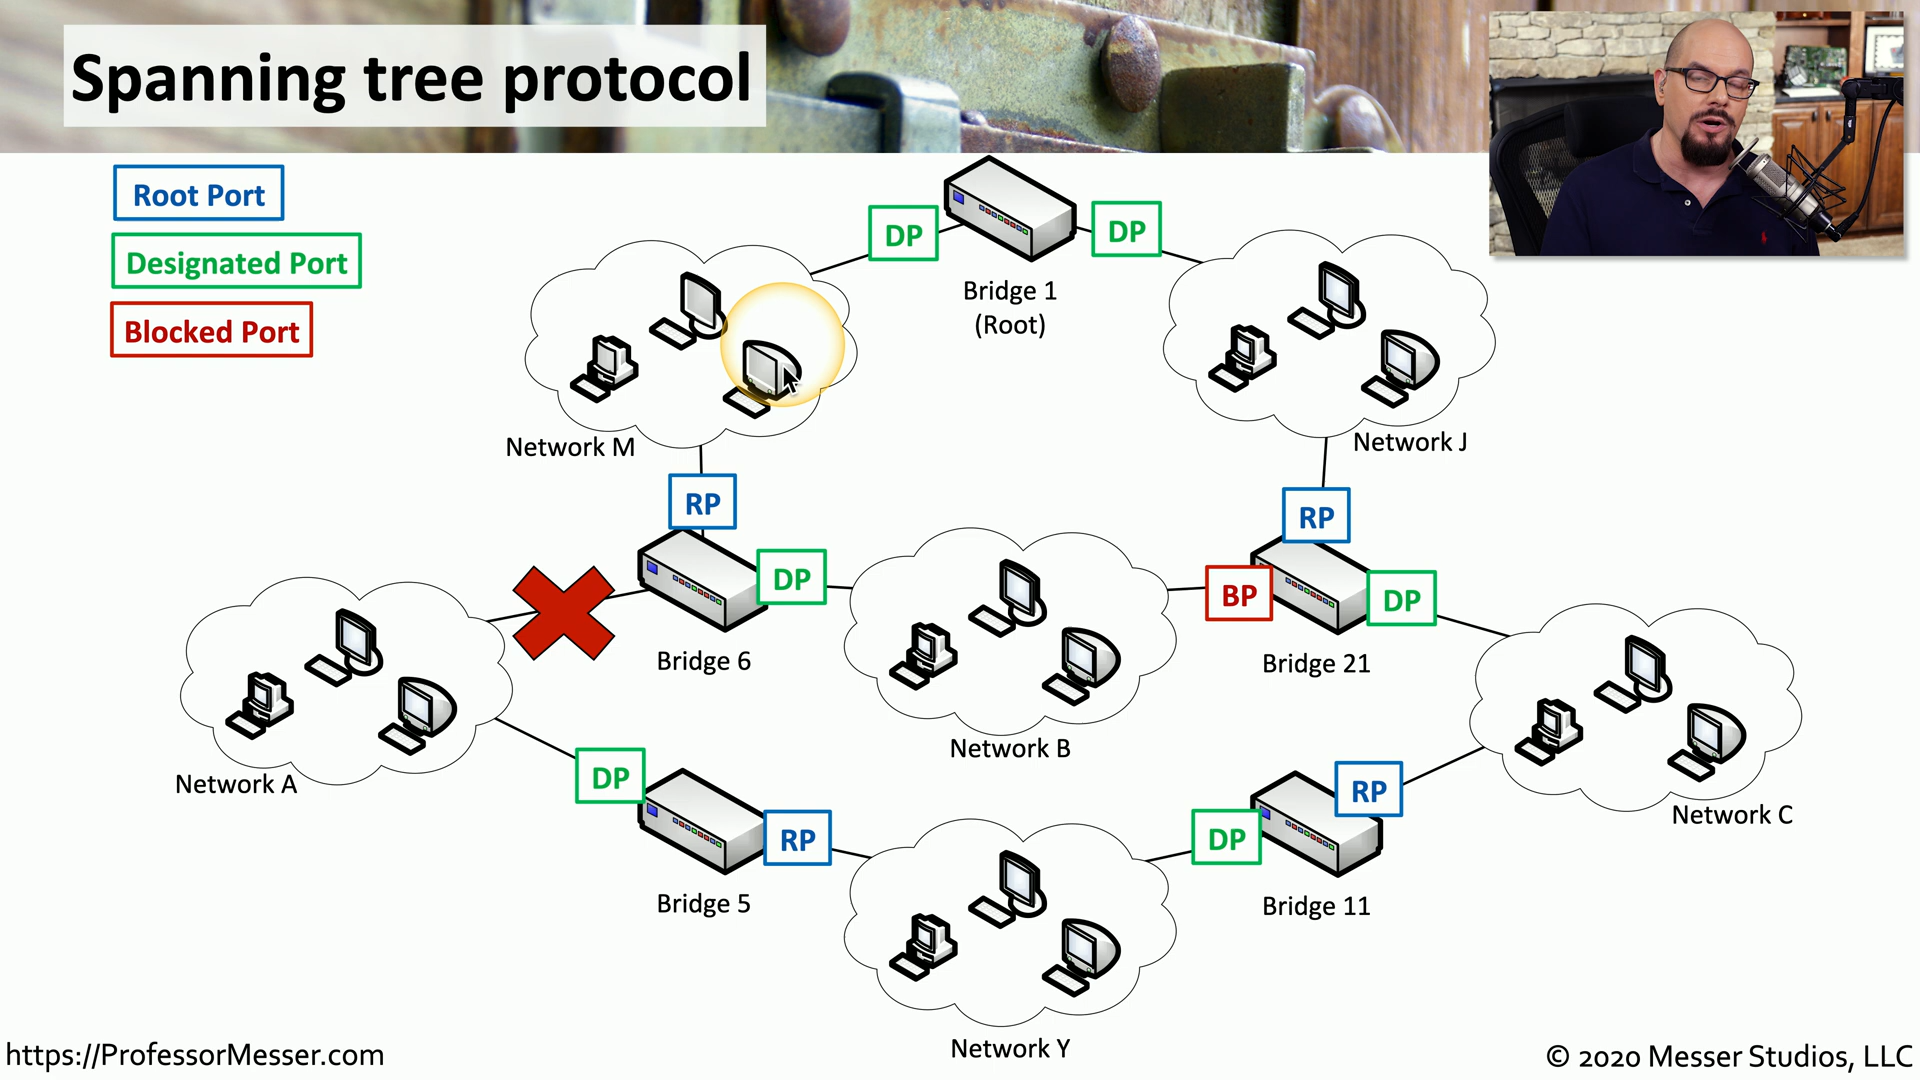 Spanning tree protocol
Root Port
Designated Port
Blocked Port
DP
DP
Bridge 1
(Root)
Network M
Network J
RP
RP
DP
BP
DP
Bridge 6
Bridge 21
Network A
Network B
Network C
DP
RP
DP
RP
Bridge 5
Bridge 11
Network Y
https://ProfessorMesser.com
© 2020 Messer Studios, LLC